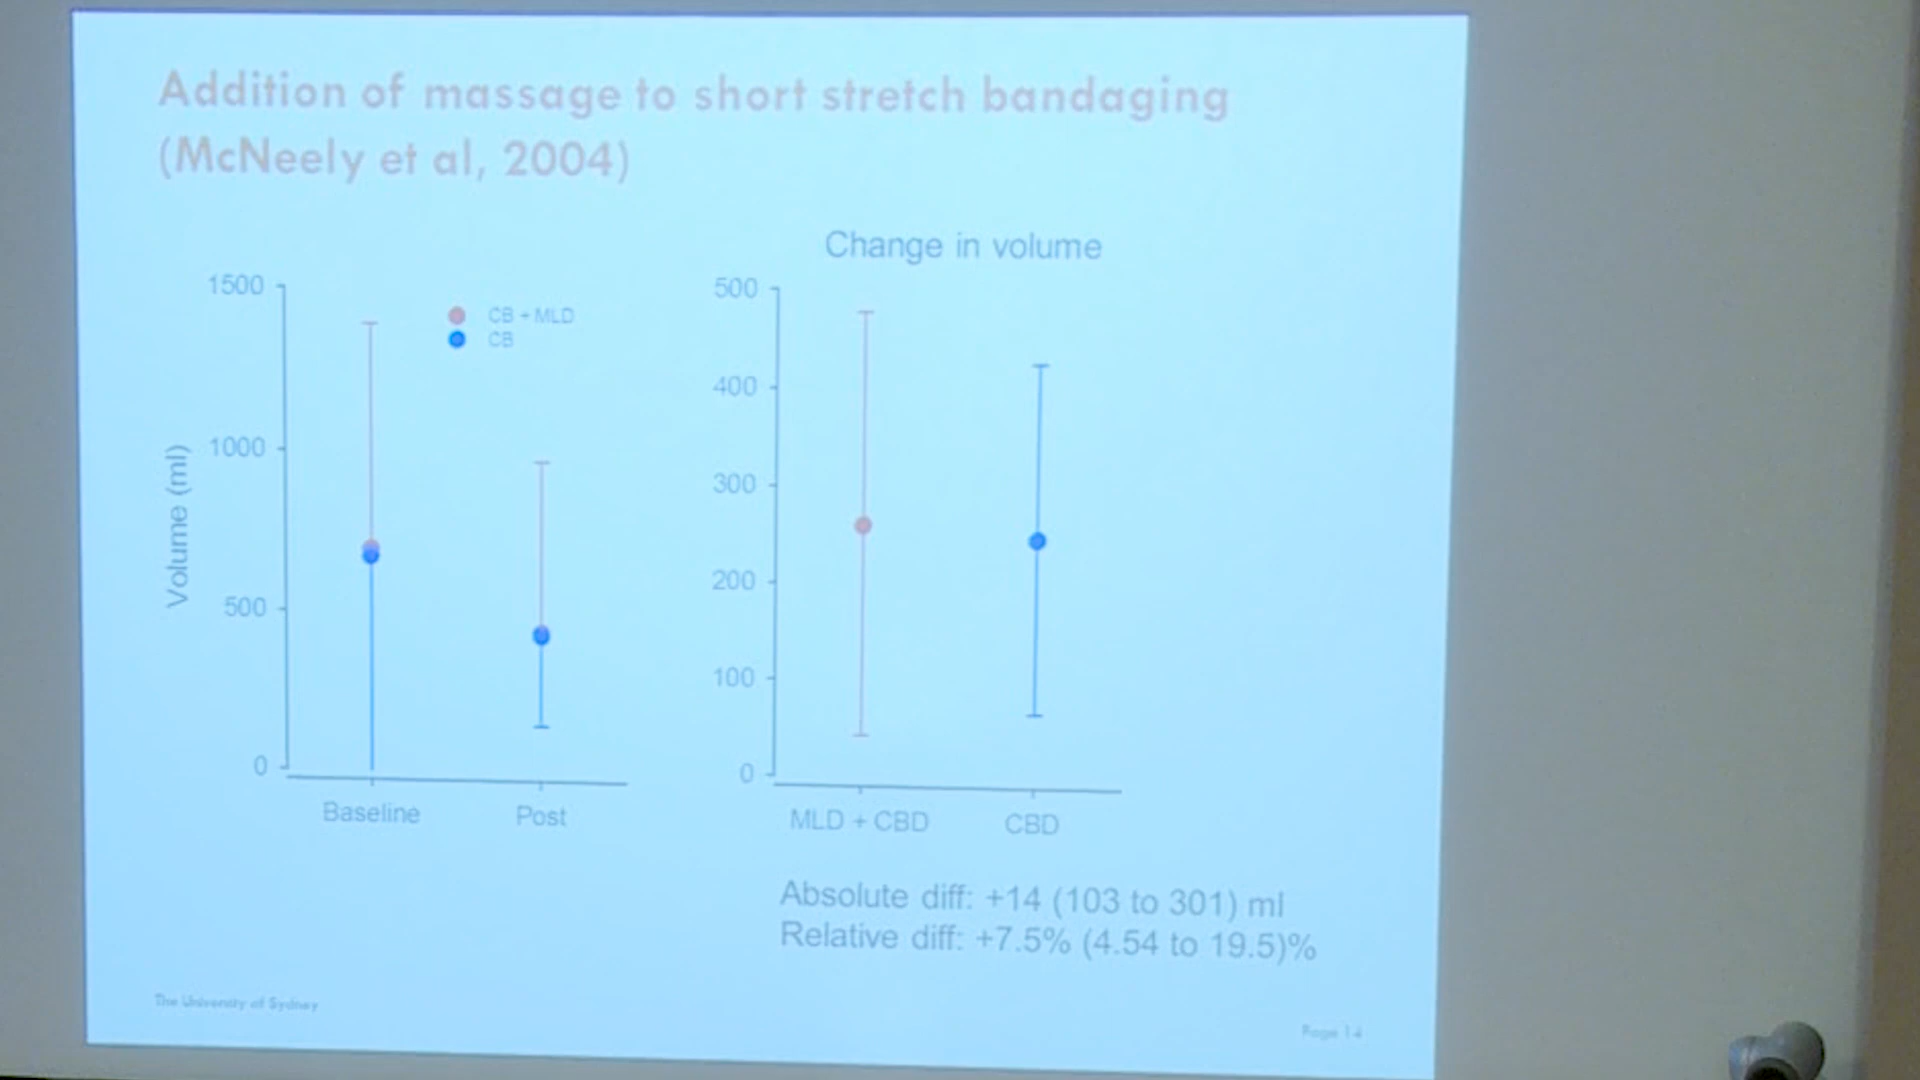 Addition of massage to short stretch bandaging
(McNeely et al, 2004)
Volume (ml)
1500
1000
500
0
CB + MLD
CB
Baseline
Post
Change in volume
500
400
300
200
100
0
MLD + CBD
CBD
Absolute diff: +14 (103 to 301) ml
Relative diff: +7.5% (4.54 to 19.5)%
The University of Sydney
Page 14